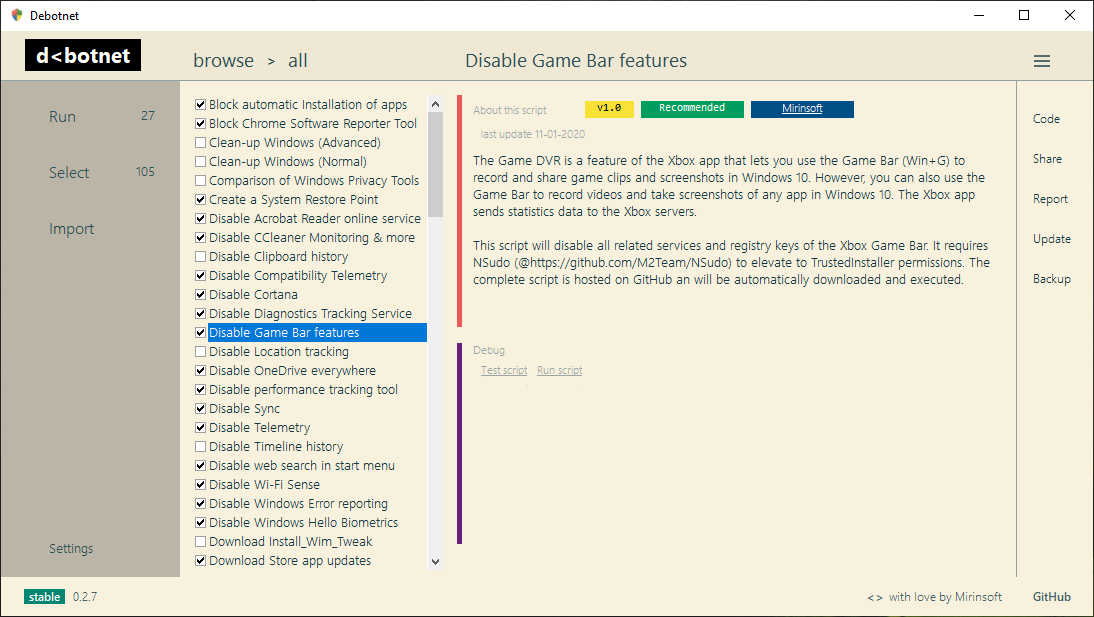 Debotnet
d<botnet
browse > all
Disable Game Bar features
Run 27
Select 105
Import
Settings
Block automatic Installation of apps
Block Chrome Software Reporter Tool
Clean-up Windows (Advanced)
Clean-up Windows (Normal)
Comparison of Windows Privacy Tools
Create a System Restore Point
Disable Acrobat Reader online service
Disable CCleaner Monitoring & more
Disable Clipboard history
Disable Compatibility Telemetry
Disable Cortana
Disable Diagnostics Tracking Service
Disable Game Bar features
Disable Location tracking
Disable OneDrive everywhere
Disable performance tracking tool
Disable Sync
Disable Telemetry
Disable Timeline history
Disable web search in start menu
Disable Wi-Fi Sense
Disable Windows Error reporting
Disable Windows Hello Biometrics
Download Install_Wim_Tweak
Download Store app updates
About this script v1.0 Recommended Mirinsoft
last update 11-01-2020
The Game DVR is a feature of the Xbox app that lets you use the Game Bar (Win+G) to
record and share game clips and screenshots in Windows 10. However, you can also use the
Game Bar to record videos and take screenshots of any app in Windows 10. The Xbox app
sends statistics data to the Xbox servers.
This script will disable all related services and registry keys of the Xbox Game Bar. It requires
NSudo (@https://github.com/M2Team/NSudo) to elevate to TrustedInstaller permissions. The
complete script is hosted on GitHub an will be automatically downloaded and executed.
Debug
Test script Run script
Code
Share
Report
Update
Backup
stable 0.2.7
<> with love by Mirinsoft
GitHub